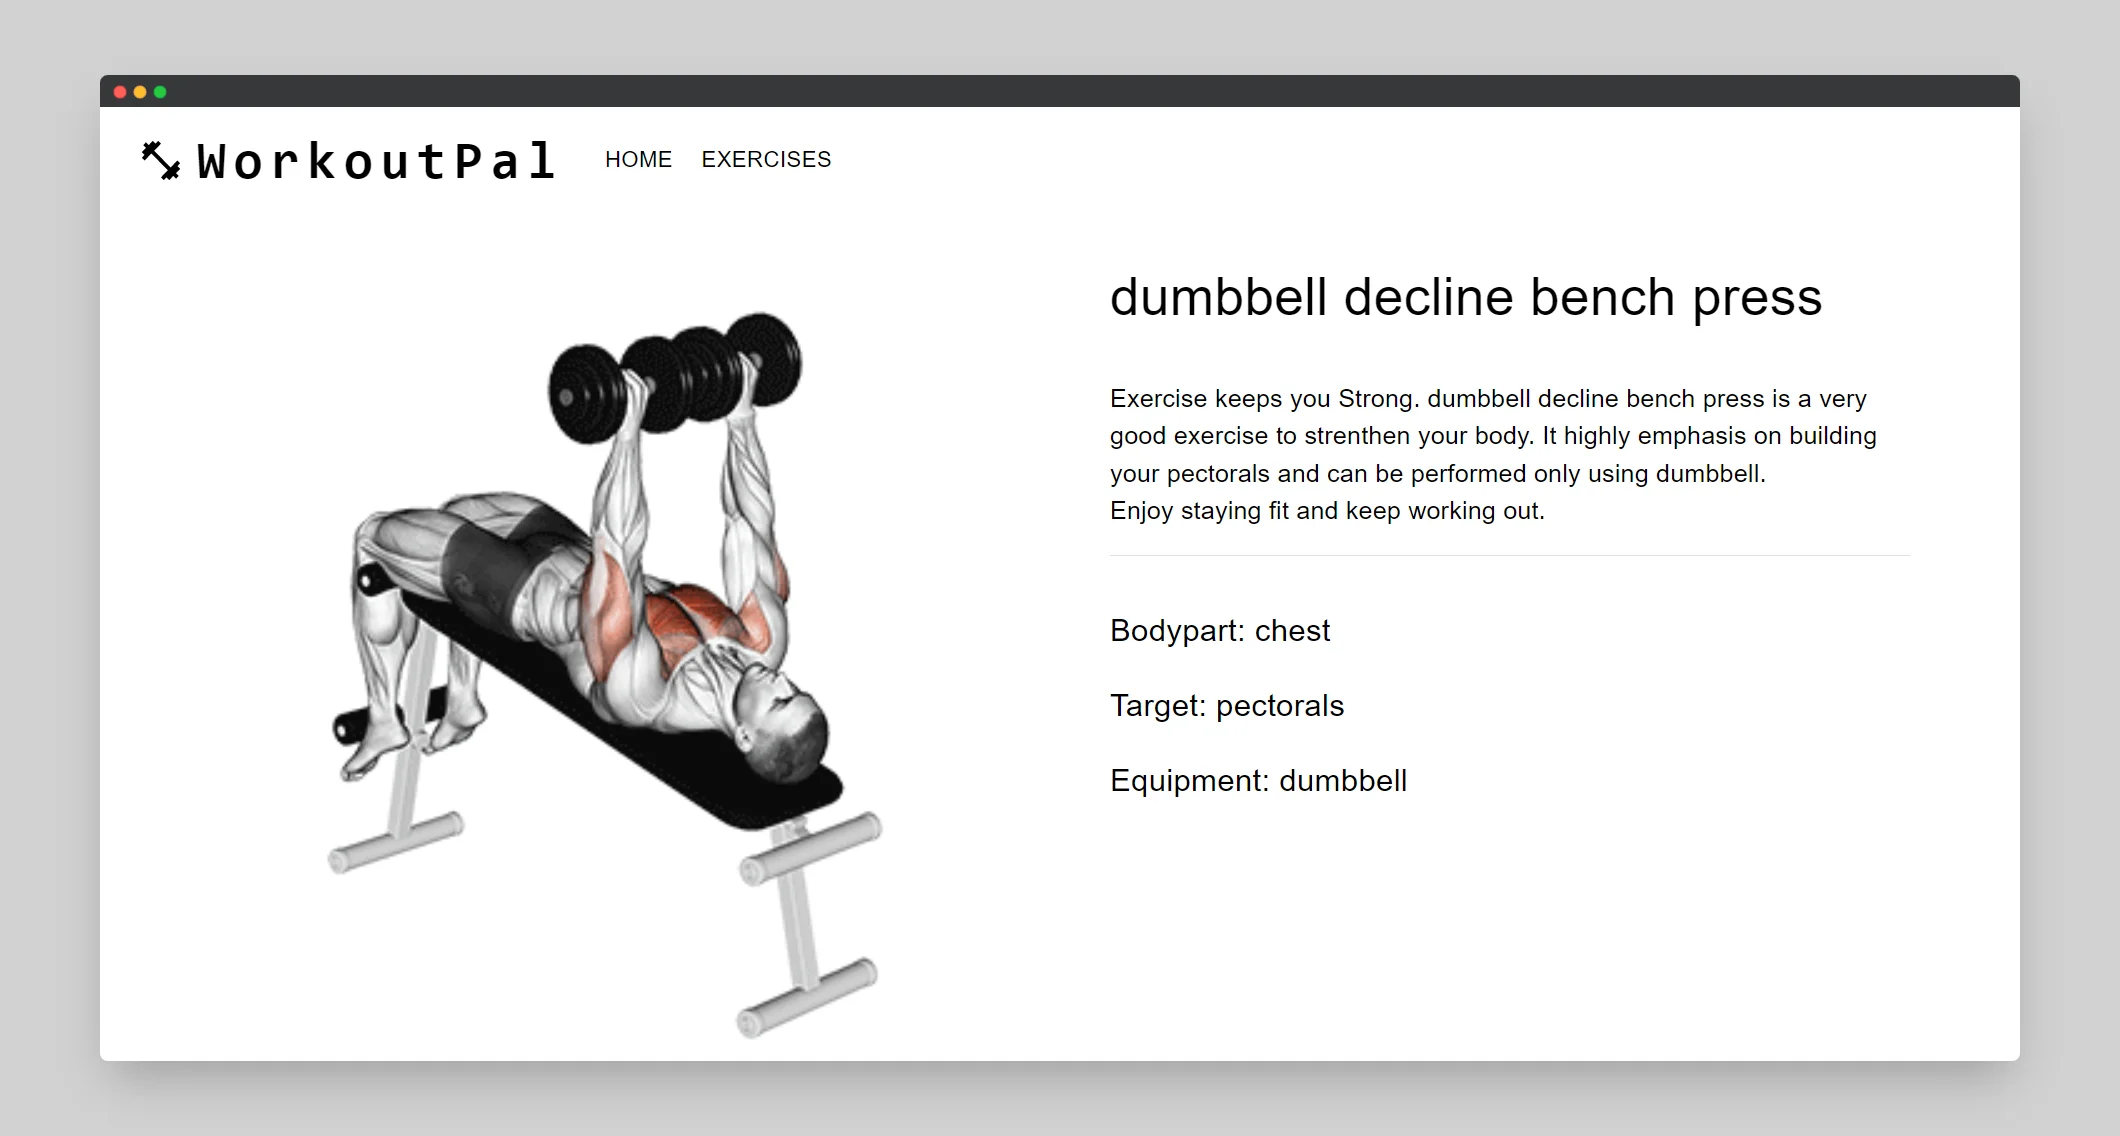 WorkoutPal HOME EXERCISES
dumbbell decline bench press
Exercise keeps you Strong. dumbbell decline bench press is a very
good exercise to strenthen your body. It highly emphasis on building
your pectorals and can be performed only using dumbbell.
Enjoy staying fit and keep working out.
Bodypart: chest
Target: pectorals
Equipment: dumbbell